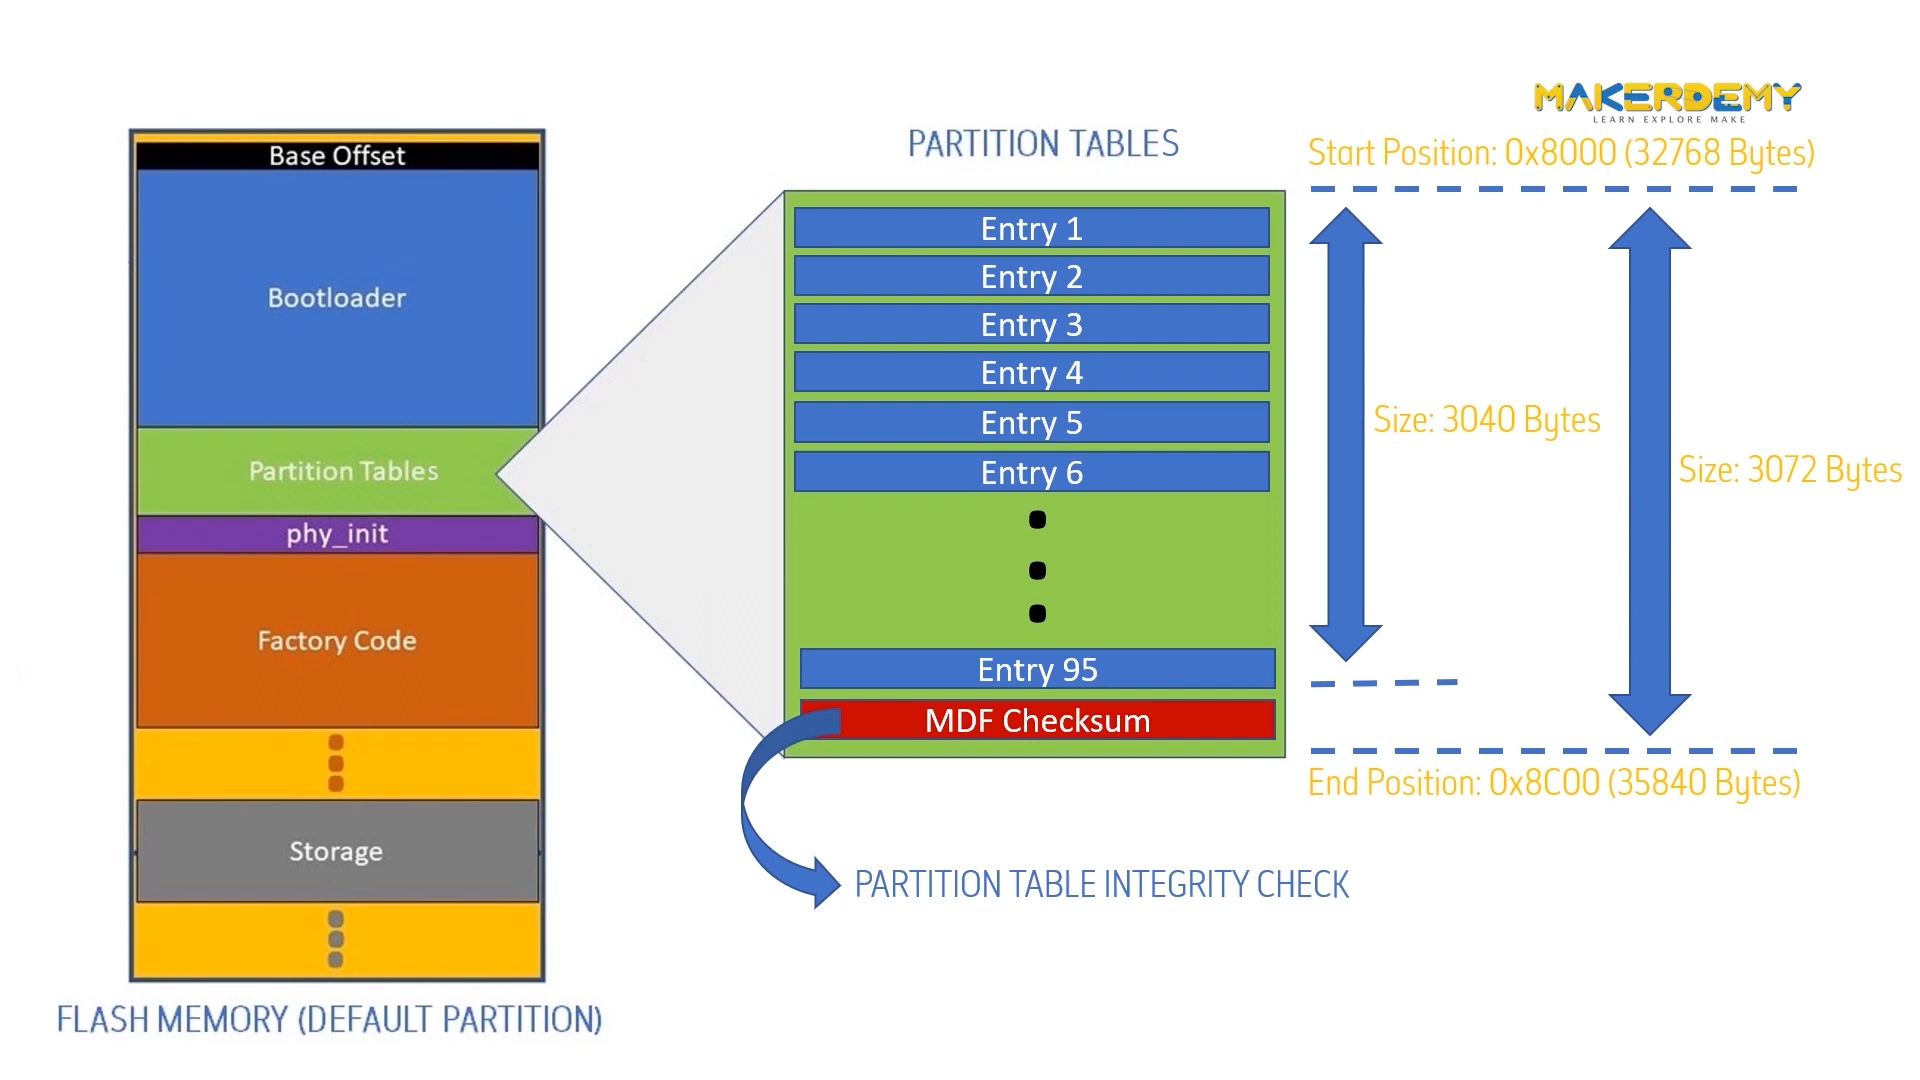 MAKERDEMY
LEARN EXPLORE MAKE
Base Offset
Bootloader
Partition Tables
phy_init
Factory Code
Storage
FLASH MEMORY (DEFAULT PARTITION)
PARTITION TABLES
Entry 1
Entry 2
Entry 3
Entry 4
Entry 5
Entry 6
Entry 95
MDF Checksum
PARTITION TABLE INTEGRITY CHECK
Start Position: 0x8000 (32768 Bytes)
Size: 3040 Bytes
Size: 3072 Bytes
End Position: 0x8C00 (35840 Bytes)